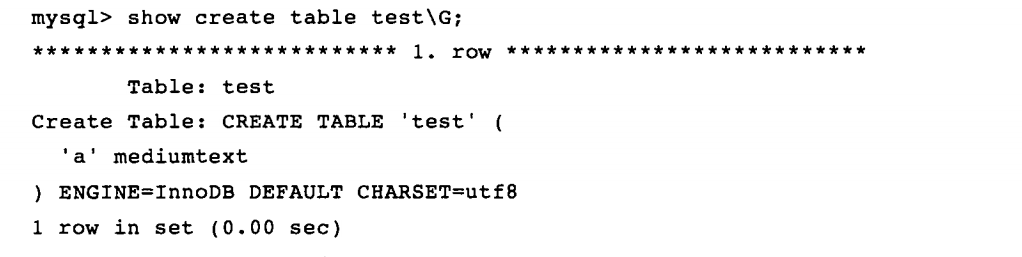 mysql> show create table test\G;
*************************** 1. row ***************************
Table: test
Create Table: CREATE TABLE 'test' (
'a' mediumtext
) ENGINE=InnoDB DEFAULT CHARSET=utf8
1 row in set (0.00 sec)